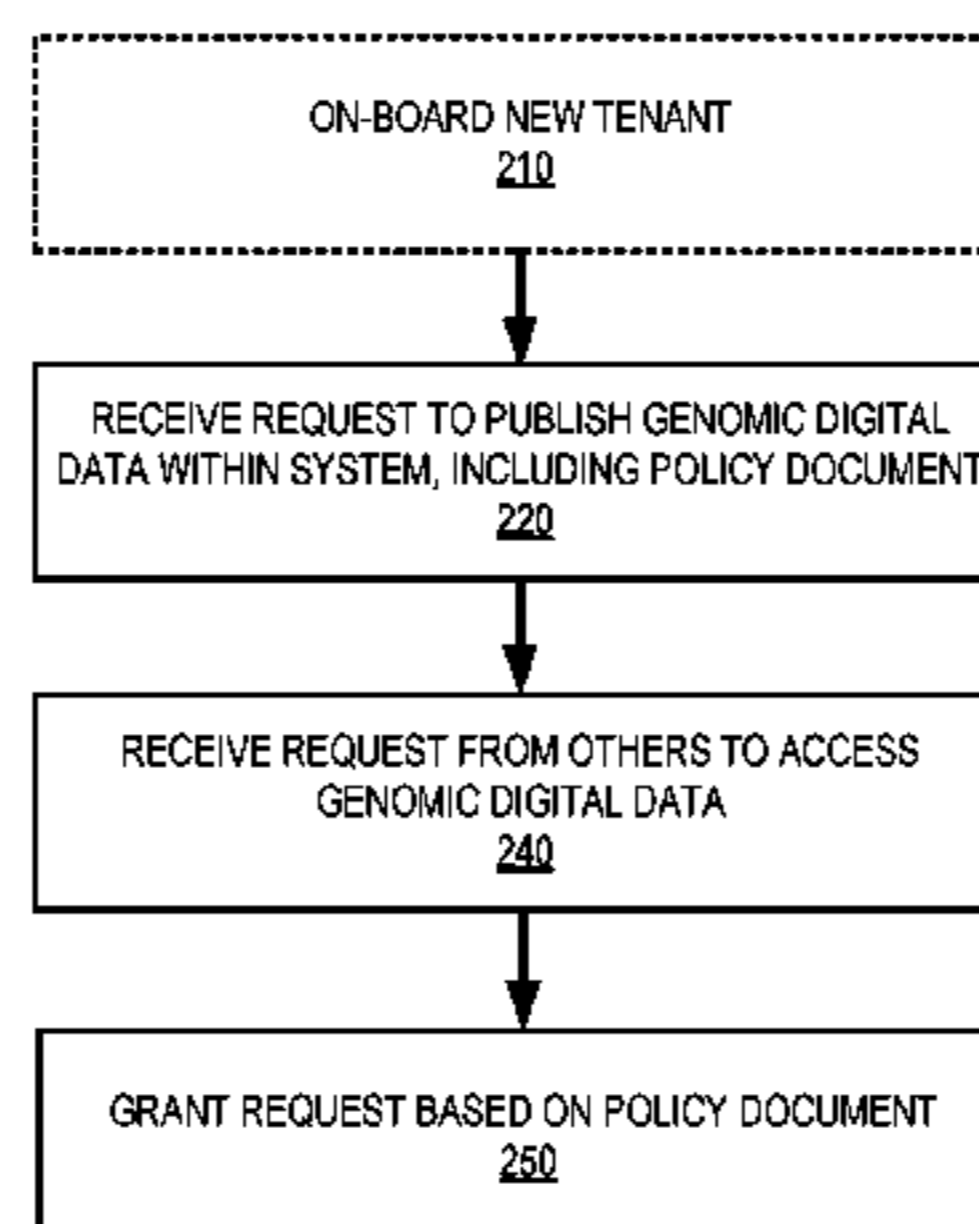 ON-BOARD NEW TENANT
210
RECEIVE REQUEST TO PUBLISH GENOMIC DIGITAL
DATA WITHIN SYSTEM, INCLUDING POLICY DOCUMENT
220
RECEIVE REQUEST FROM OTHERS TO ACCESS
GENOMIC DIGITAL DATA
240
GRANT REQUEST BASED ON POLICY DOCUMENT
250